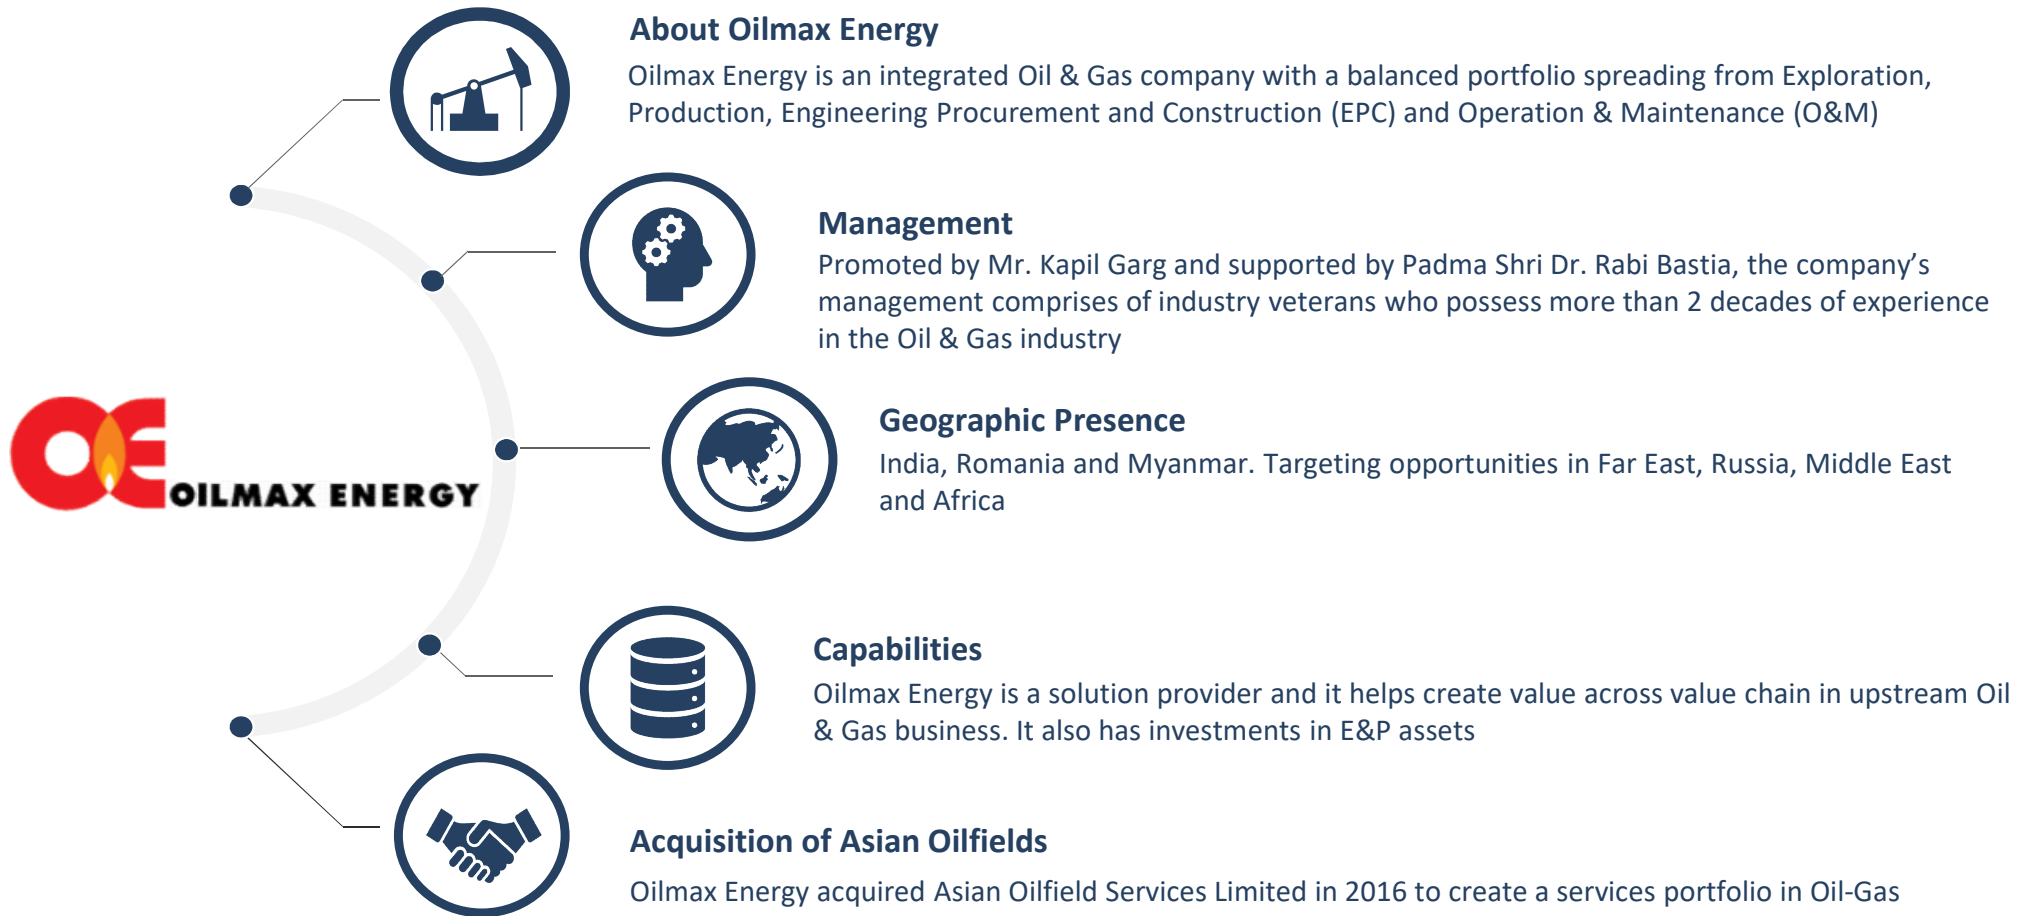 About Oilmax Energy
Oilmax Energy is an integrated Oil & Gas company with a balanced portfolio spreading from Exploration,
Production, Engineering Procurement and Construction (EPC) and Operation & Maintenance (O&M)
Management
Promoted by Mr. Kapil Garg and supported by Padma Shri Dr. Rabi Bastia, the company’s
management comprises of industry veterans who possess more than 2 decades of experience
in the Oil & Gas industry
OE
OILMAX ENERGY
Geographic Presence
India, Romania and Myanmar. Targeting opportunities in Far East, Russia, Middle East
and Africa
Capabilities
Oilmax Energy is a solution provider and it helps create value across value chain in upstream Oil
& Gas business. It also has investments in E&P assets
Acquisition of Asian Oilfields
Oilmax Energy acquired Asian Oilfield Services Limited in 2016 to create a services portfolio in Oil-Gas